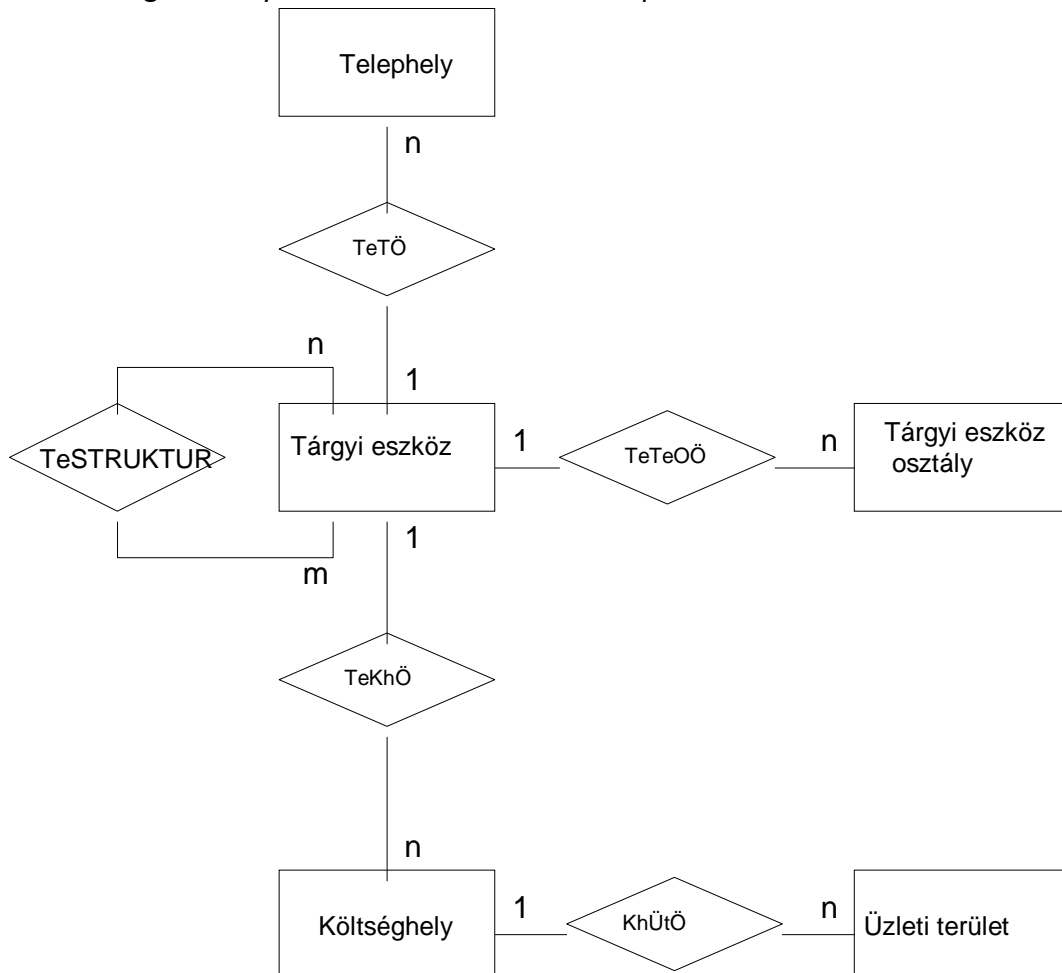 Telephely
n
TeTÖ
n
1
TeSTRUKTUR
Tárgyi eszköz
1
TeTeOÖ
n
Tárgyi eszköz
osztály
1
m
TeKhÖ
n
Költséghely
1
KhÜtÖ
n
Üzleti terület